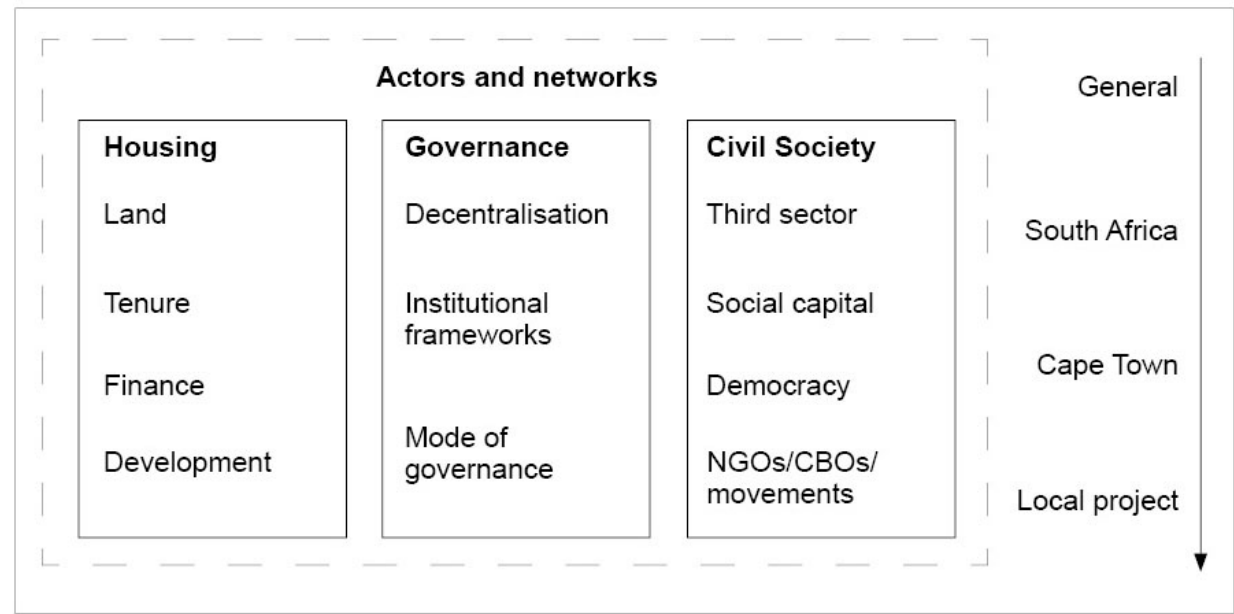 Actors and networks
Housing
Land
Tenure
Finance
Development
Governance
Decentralisation
Institutional
frameworks
Mode of
governance
Civil Society
Third sector
Social capital
Democracy
NGOs/CBOs/
movements
General
South Africa
Cape Town
Local project